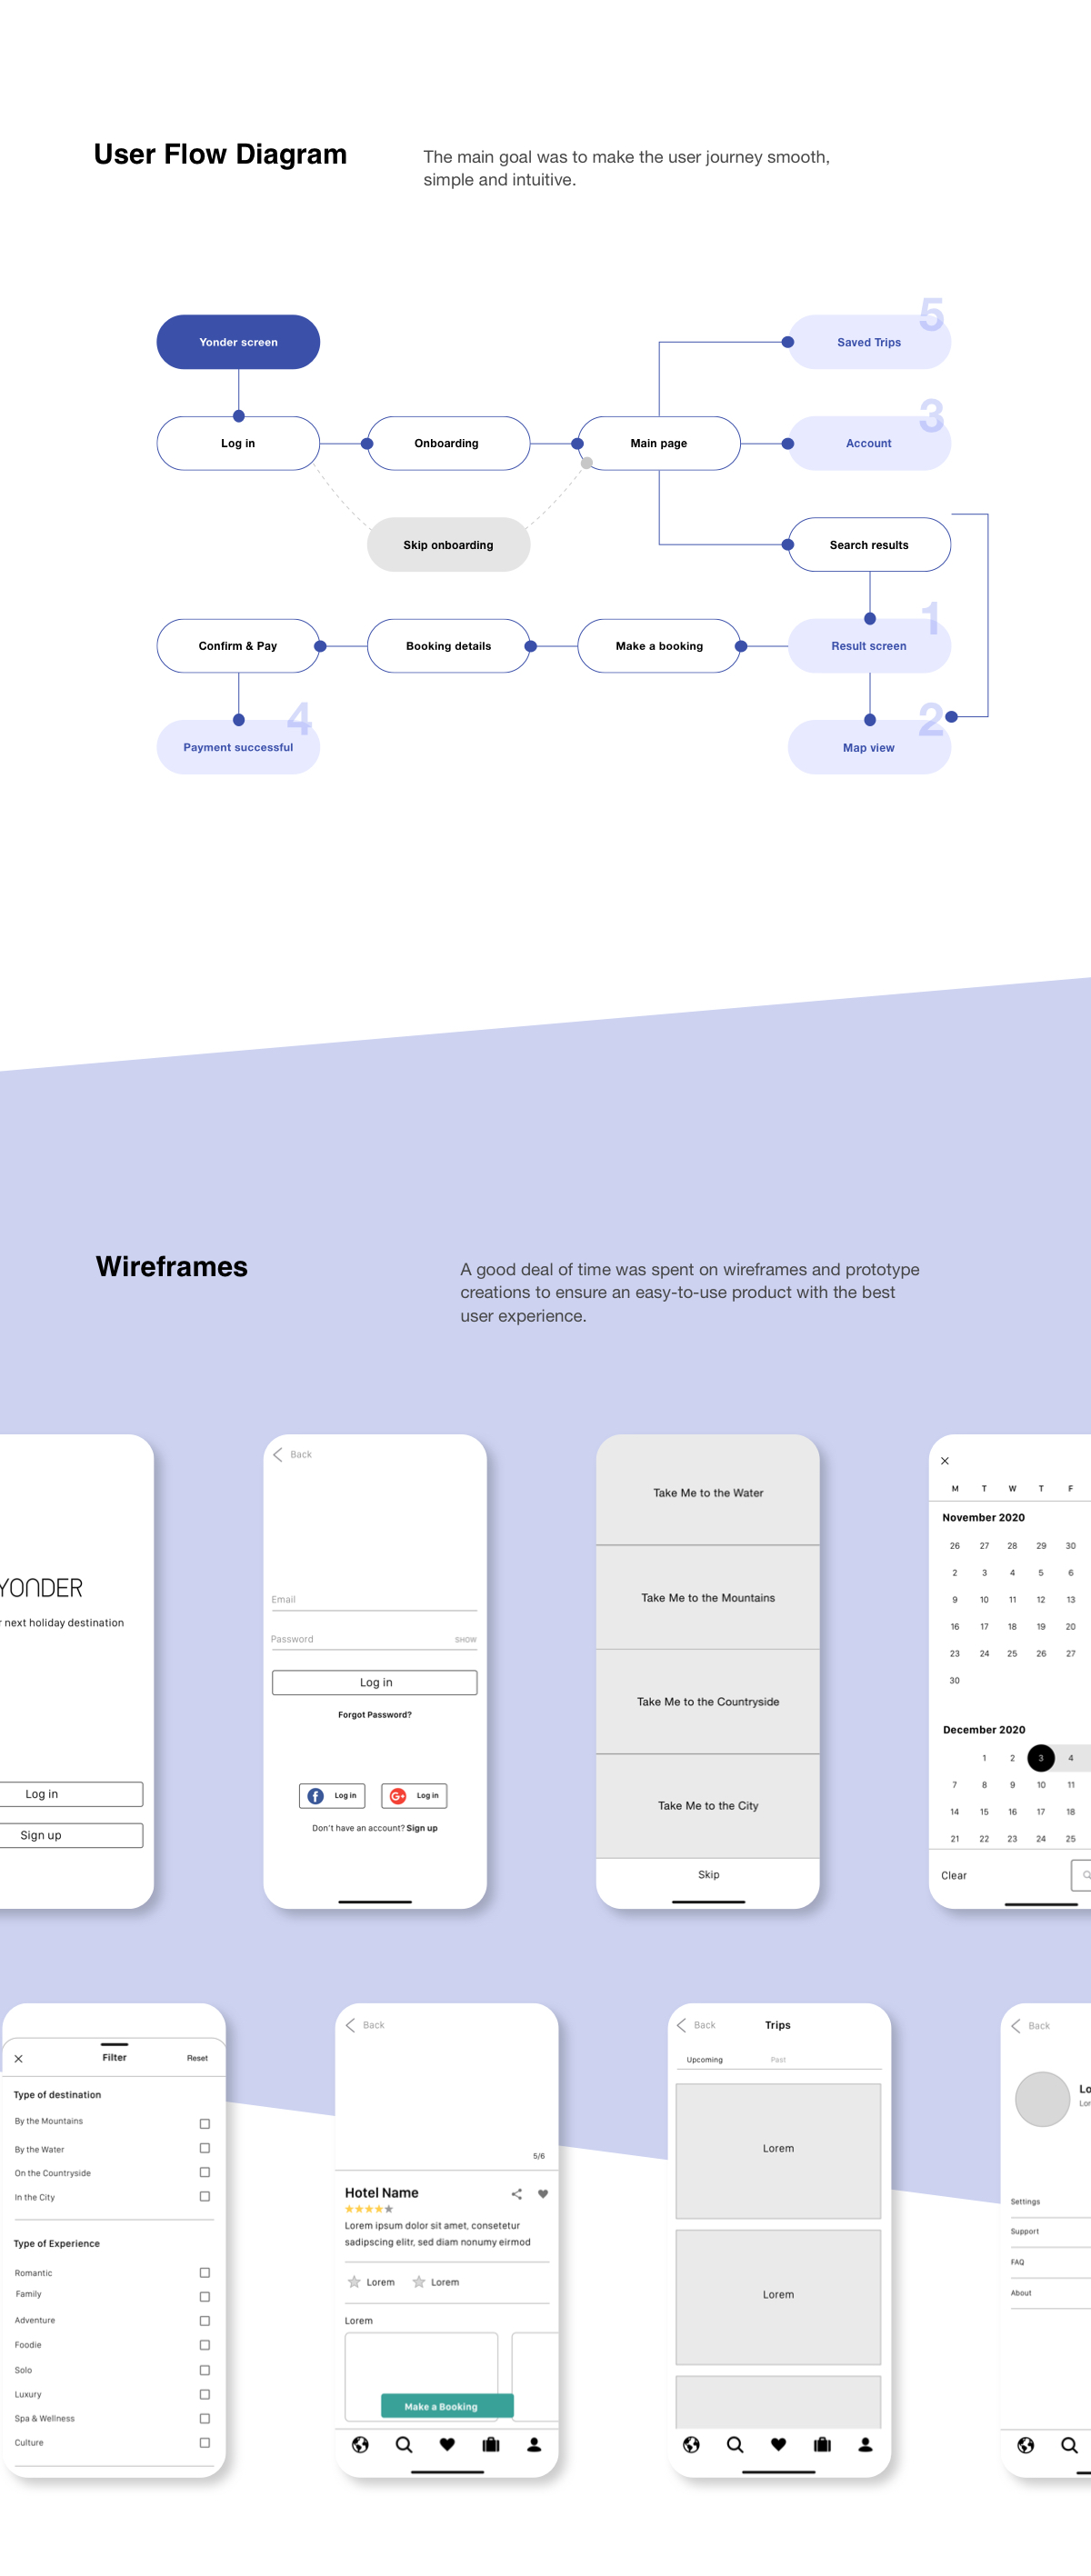 User Flow Diagram
The main goal was to make the user journey smooth,
simple and intuitive.
5
Yonder screen
Saved Trips
3
Log in
Onboarding
Main page
Account
Skip onboarding
Search results
1
Confirm & Pay
Booking details
Make a booking
Result screen
4
2
Payment successful
Map view
Wireframes
A good deal of time was spent on wireframes and prototype
creations to ensure an easy-to-use product with the best
user experience.
YONDER
next holiday destination
Log in
Sign up
Back
Email
Password
SHOW
Log in
Forgot Password?
Log in
Log in
Don't have an account? Sign up
Take Me to the Water
Take Me to the Mountains
Take Me to the Countryside
Take Me to the City
Skip
M T W T F
November 2020
26 27 28 29 30
2 3 4 5 6
9 10 11 12 13
16 17 18 19 20
23 24 25 26 27
30
December 2020
1 2 3 4
7 8 9 10 11
14 15 16 17 18
21 22 23 24 25
Clear
Filter
Reset
Type of destination
By the Mountains
By the Water
On the Countryside
In the City
Type of Experience
Romantic
Family
Adventure
Foodie
Solo
Luxury
Spa & Wellness
Culture
Back
5/6
Hotel Name
Lorem ipsum dolor sit amet, consetetur
sadipscing elitr, sed diam nonumy eirmod
Lorem
Lorem
Lorem
Make a Booking
Back
Trips
Upcoming
Past
Lorem
Lorem
Back
Lo
Lor
Settings
Support
FAQ
About